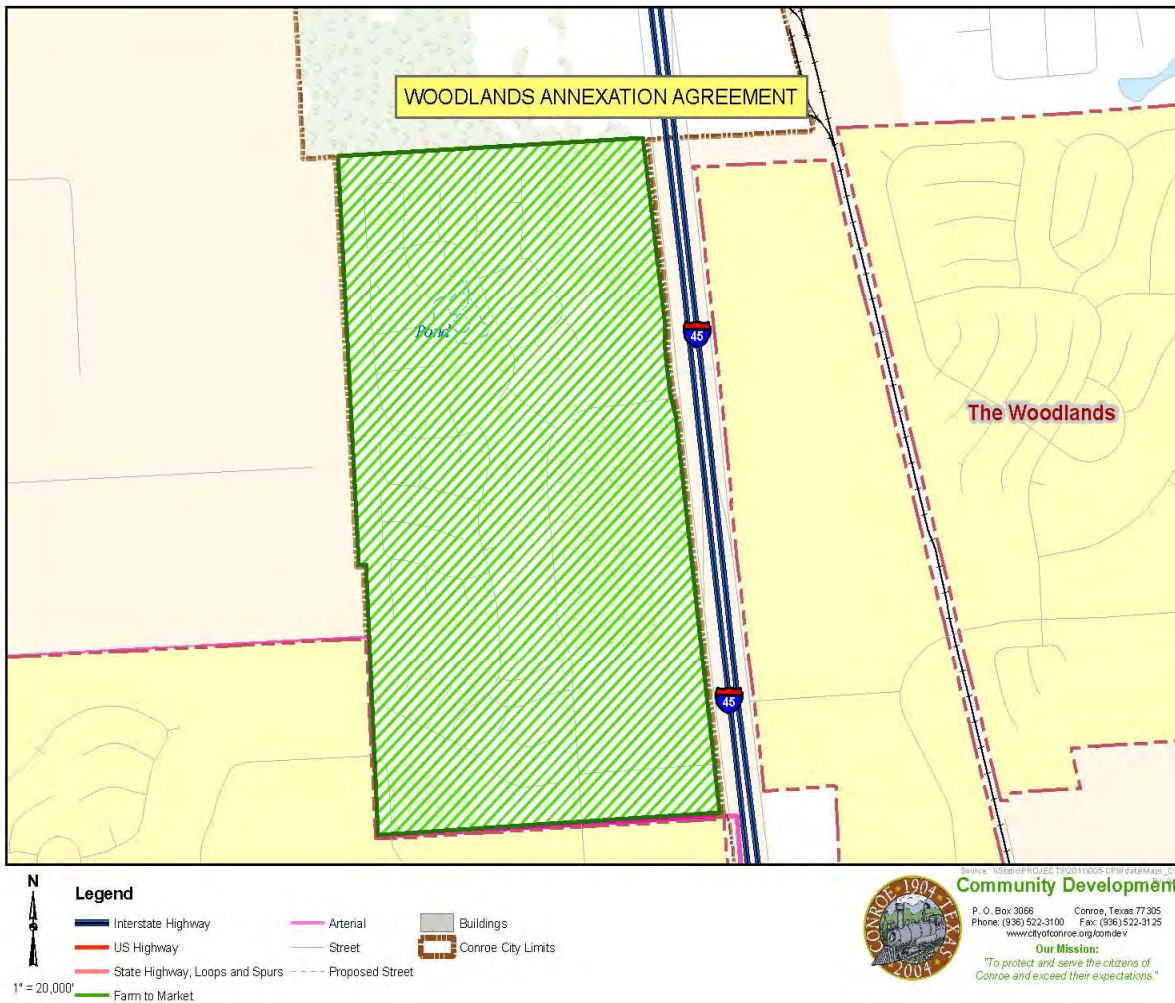 WOODLANDS ANNEXATION AGREEMENT
Pond
45
The Woodlands
45
N
1" = 20,000'
Legend
Interstate Highway
US Highway
State Highway, Loops and Spurs
Farm to Market
Arterial
Street
Proposed Street
Buildings
Conroe City Limits
CONROE 1904 TEXAS
2004
Community Development
P. O. Box 3066 Conroe, Texas 77305
Phone: (936) 522-3100 Fax: (936) 522-3125
www.cityofconroe.org/comdev
Our Mission:
"To protect and serve the citizens of
Conroe and exceed their expectations."